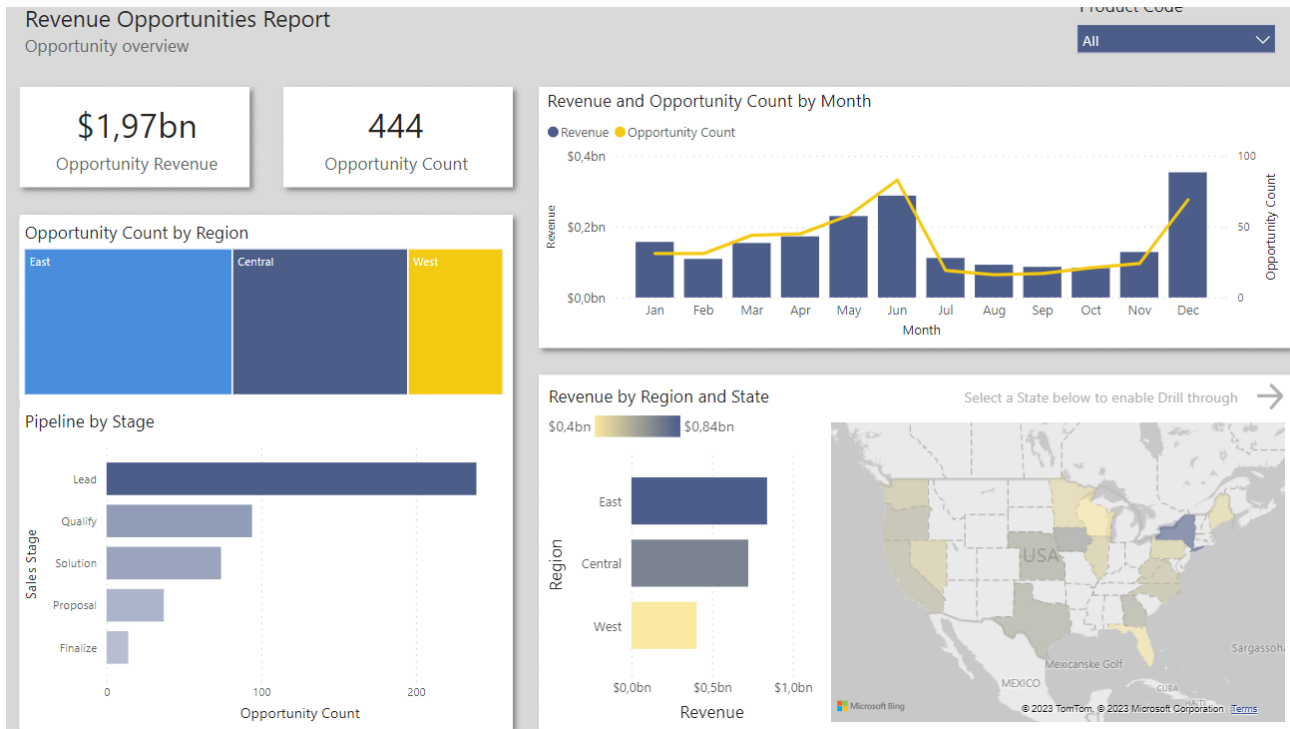 Revenue Opportunities Report
Opportunity overview
Product Code
All
$1,97bn
Opportunity Revenue
444
Opportunity Count
Revenue and Opportunity Count by Month
Revenue Opportunity Count
$0,4bn
$0,2bn
$0,0bn
Revenue
100
50
0
Opportunity Count
Jan Feb Mar Apr May Jun Jul Aug Sep Oct Nov Dec
Month
Opportunity Count by Region
East Central West
Pipeline by Stage
Sales Stage
Lead
Qualify
Solution
Proposal
Finalize
0 100 200
Opportunity Count
Revenue by Region and State
Select a State below to enable Drill through
$0,4bn $0,84bn
Region
East
Central
West
$0,0bn $0,5bn $1,0bn
Revenue
USA
Sargassoh
Mexicanske Golf
MEXICO
CUBA
HAITI
Microsoft Bing
© 2023 TomTom, © 2023 Microsoft Corporation Terms